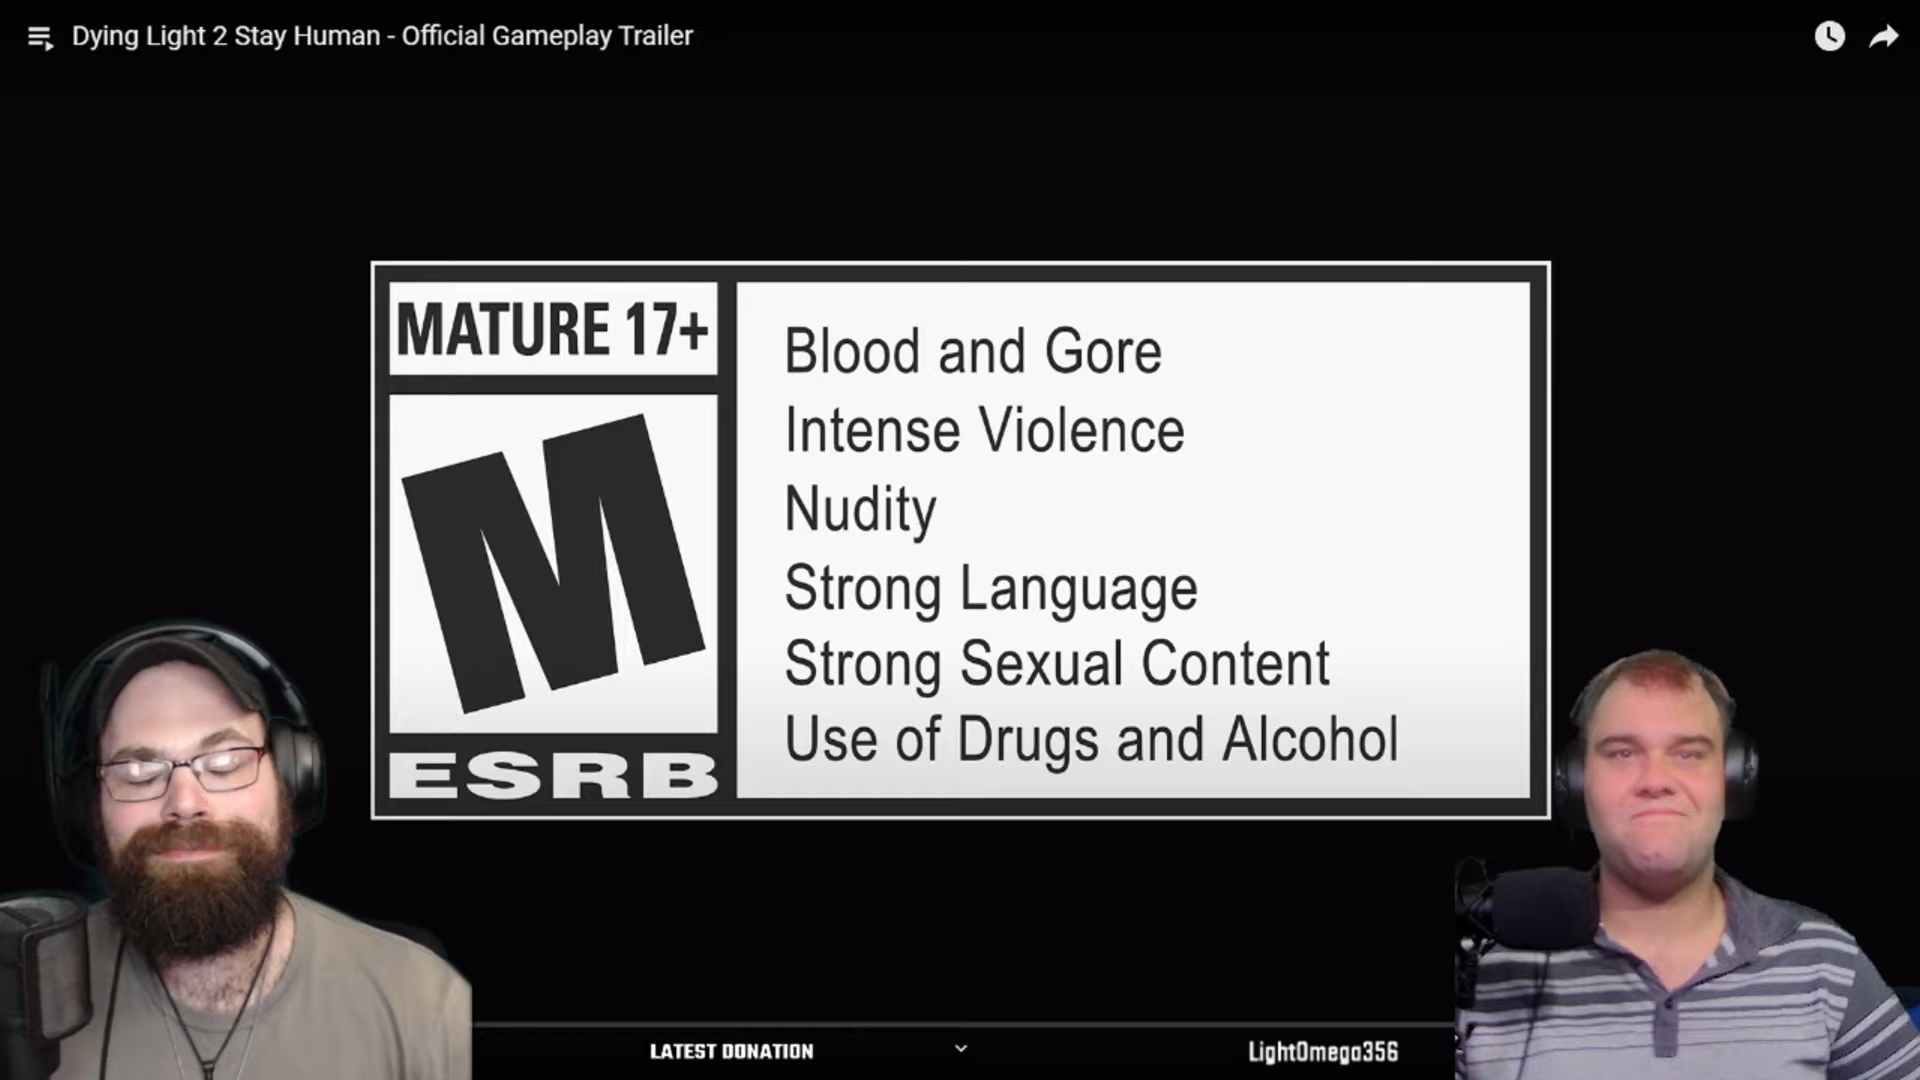 Dying Light 2 Stay Human - Official Gameplay Trailer
MATURE 17+
M
ESRB
Blood and Gore
Intense Violence
Nudity
Strong Language
Strong Sexual Content
Use of Drugs and Alcohol
LATEST DONATION
LightOmega356